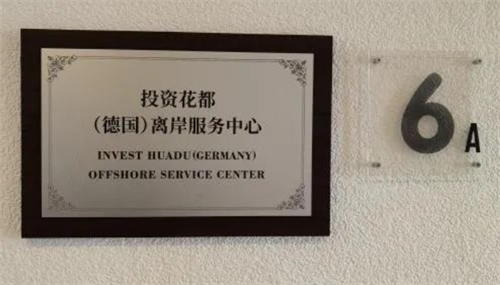 投资花都
（德国）离岸服务中心
INVEST HUADU(GERMANY)
OFFSHORE SERVICE CENTER
6A